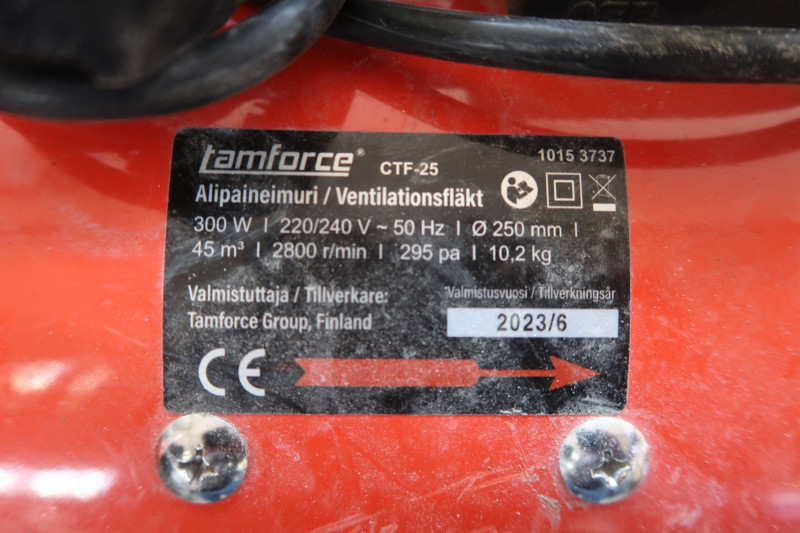 tamforce® CTF-25 1015 3737
Alipaineimuri / Ventilationsfläkt
300 W I 220/240 V ~ 50 Hz I Ø 250 mm I
45 m³ I 2800 r/min I 295 pa I 10,2 kg
Valmistuttaja / Tillverkare:
Tamforce Group, Finland
Valmistusvuosi / Tillverkningsår
2023/6
CE